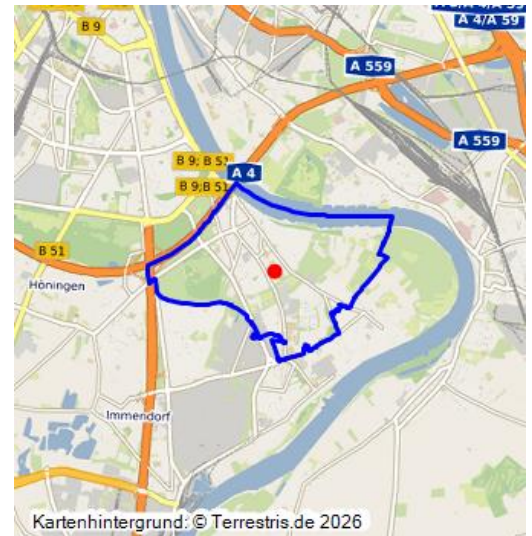 B 9
A 4/A 59
A 559
B 9; B 51
A 4
A 559
B 9;B 51
B 51
Höningen
Immendorf
Kartenhintergrund: © Terrestris.de 2026